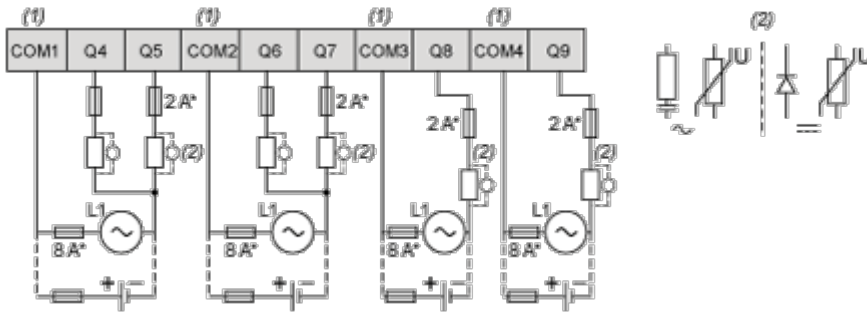 (1) (1) (1) (1) (2)
COM1 Q4 Q5 COM2 Q6 Q7 COM3 Q8 COM4 Q9
U U
2 A* 2 A*
2 A* 2 A*
(2) (2)
(2) (2)
L1 L1 L1 L1
8 A* 8 A* 8 A* 8 A*
+ − + − + − + −